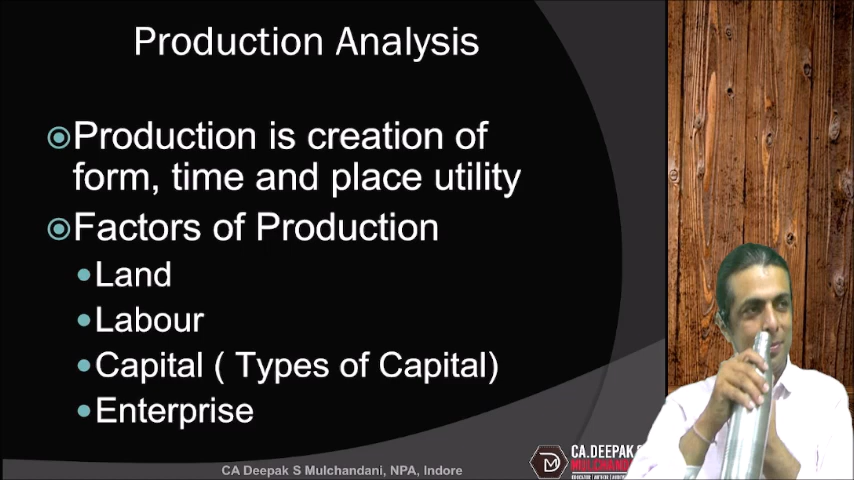 Production Analysis
Production is creation of
form, time and place utility
Factors of Production
Land
Labour
Capital ( Types of Capital)
Enterprise
CA Deepak S Mulchandani, NPA, Indore
CA.DEEPAK S